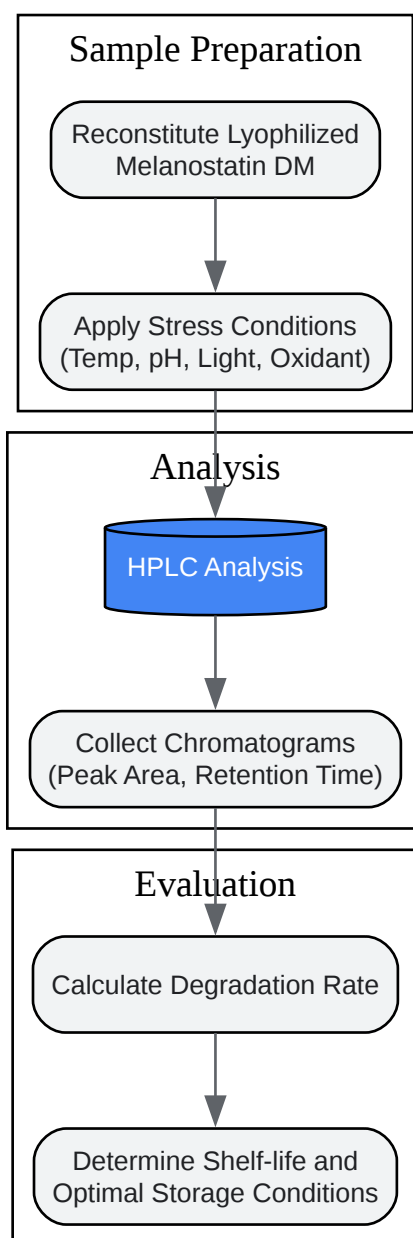 Sample Preparation
Reconstitute Lyophilized
Melanostatin DM
Apply Stress Conditions
(Temp, pH, Light, Oxidant)
Analysis
HPLC Analysis
Collect Chromatograms
(Peak Area, Retention Time)
Evaluation
Calculate Degradation Rate
Determine Shelf-life and
Optimal Storage Conditions